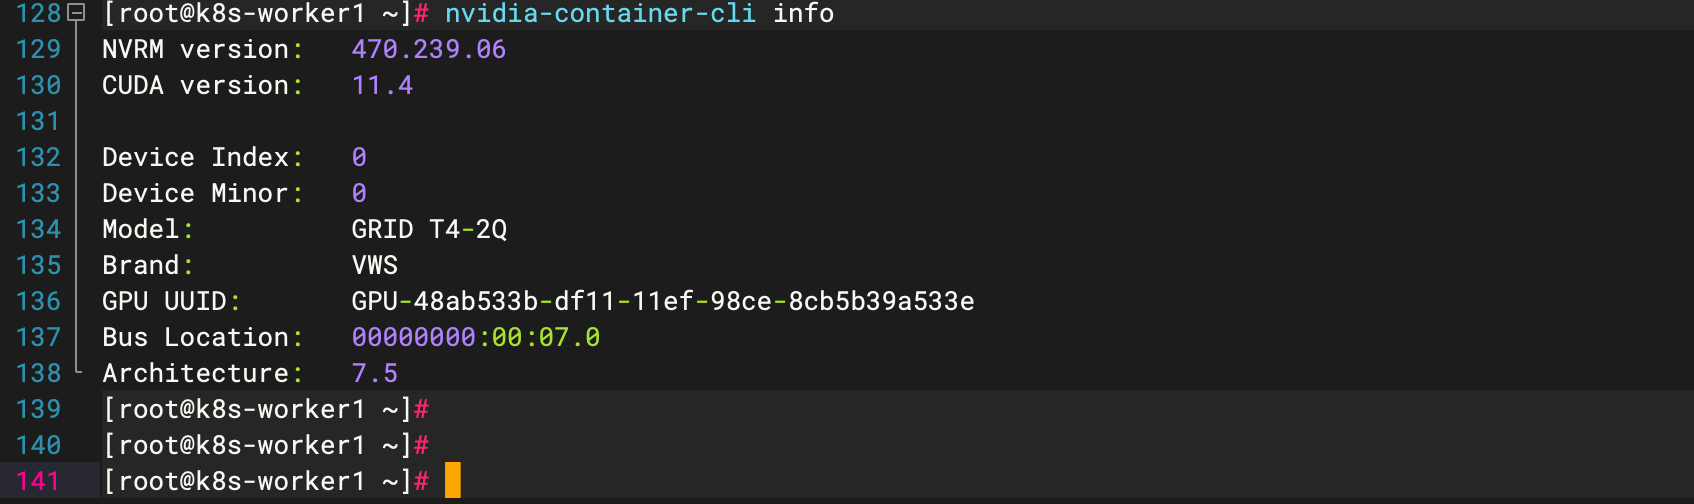 128 [root@k8s-worker1 ~]# nvidia-container-cli info
129 NVRM version: 470.239.06
130 CUDA version: 11.4
131
132 Device Index: 0
133 Device Minor: 0
134 Model: GRID T4-2Q
135 Brand: VWS
136 GPU UUID: GPU-48ab533b-df11-11ef-98ce-8cb5b39a533e
137 Bus Location: 00000000:00:07.0
138 Architecture: 7.5
139 [root@k8s-worker1 ~]#
140 [root@k8s-worker1 ~]#
141 [root@k8s-worker1 ~]#